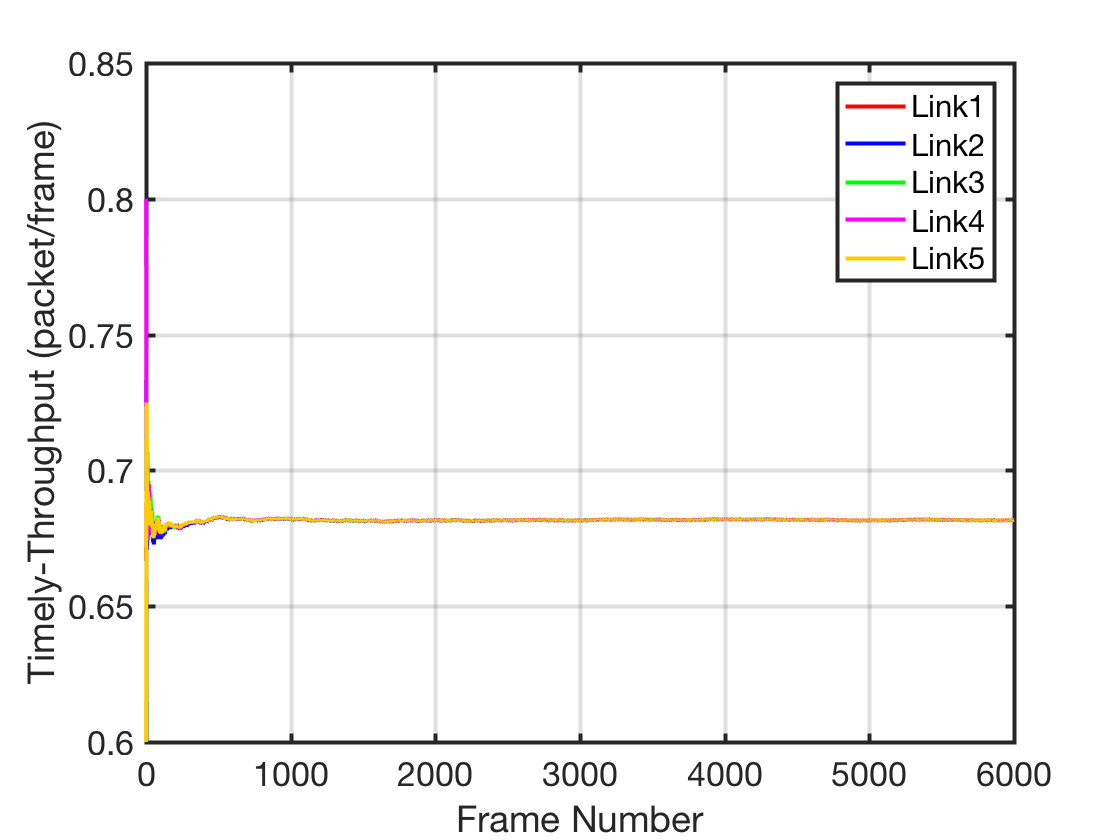 0.85
0.8
0.75
0.7
0.65
0.6
Timely-Throughput (packet/frame)
Link1
Link2
Link3
Link4
Link5
0 1000 2000 3000 4000 5000 6000
Frame Number